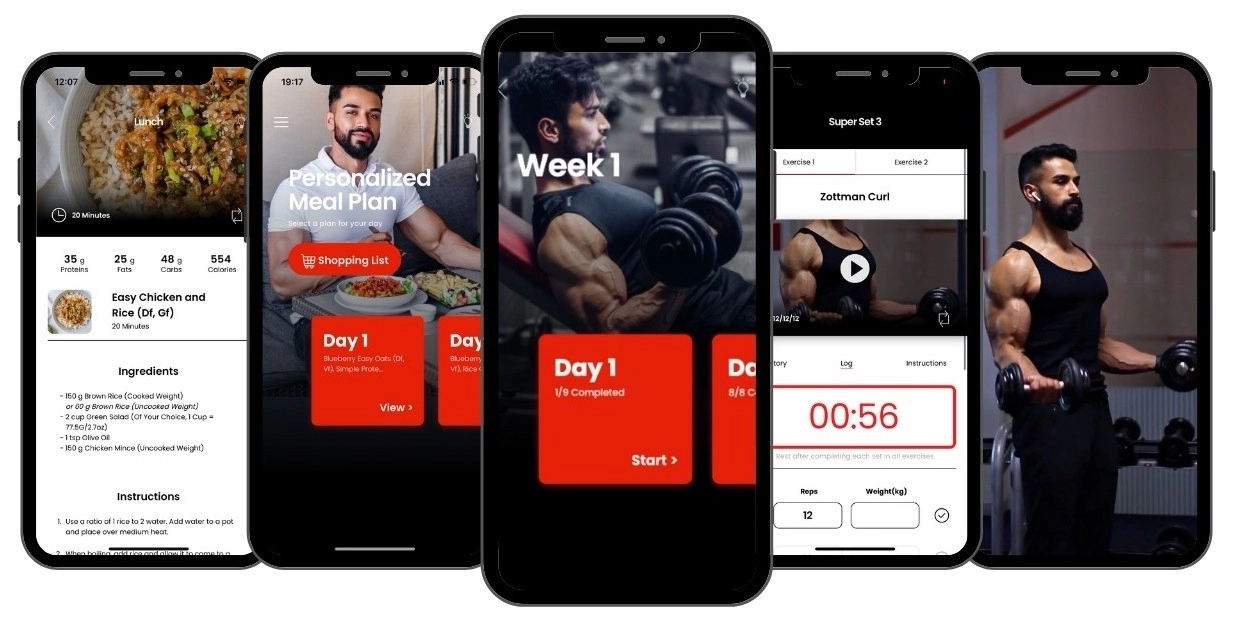 12:07
Lunch
20 Minutes
35 g
25 g
48 g
554
Proteins
Fats
Carbs
Calories
Easy Chicken and
Rice (Df, Gf)
20 Minutes
Ingredients
- 150 g Brown Rice (Cooked Weight)
or 60 g Brown Rice (Uncooked Weight)
- 2 cup Green Salad (Of Your Choice, 1 Cup =
77.5G/2.7oz)
- 1 tsp Olive Oil
- 150 g Chicken Mince (Uncooked Weight)
Instructions
1. Use a ratio of 1 rice to 2 water. Add water to a pot
and place over medium heat.
2. When boiling, add rice and allow it to come to a
19:17
Personalized
Meal Plan
Select a plan for your day
Shopping List
Day 1
Blueberry Easy Oats (Df,
Vf), Simple Prote...
View >
Day
Blueberr
Vf), Rice
Week 1
Day 1
1/9 Completed
Start >
Da
8/8 C
Super Set 3
Exercise 1
Exercise 2
Zottman Curl
12/12/12
tory
Log
Instructions
00:56
Rest after completing each set in all exercises
Reps
Weight(kg)
12